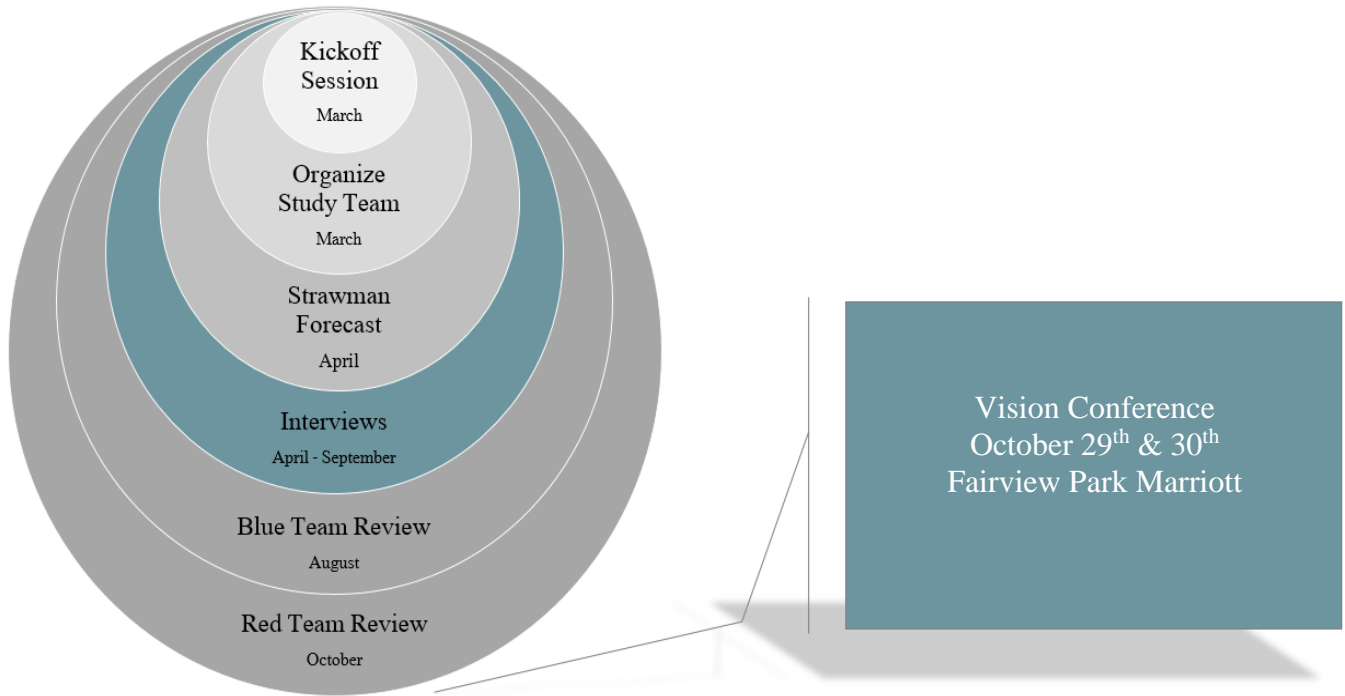 Kickoff
Session
March
Organize
Study Team
March
Strawman
Forecast
April
Interviews
April - September
Blue Team Review
August
Red Team Review
October
Vision Conference
October 29th & 30th
Fairview Park Marriott